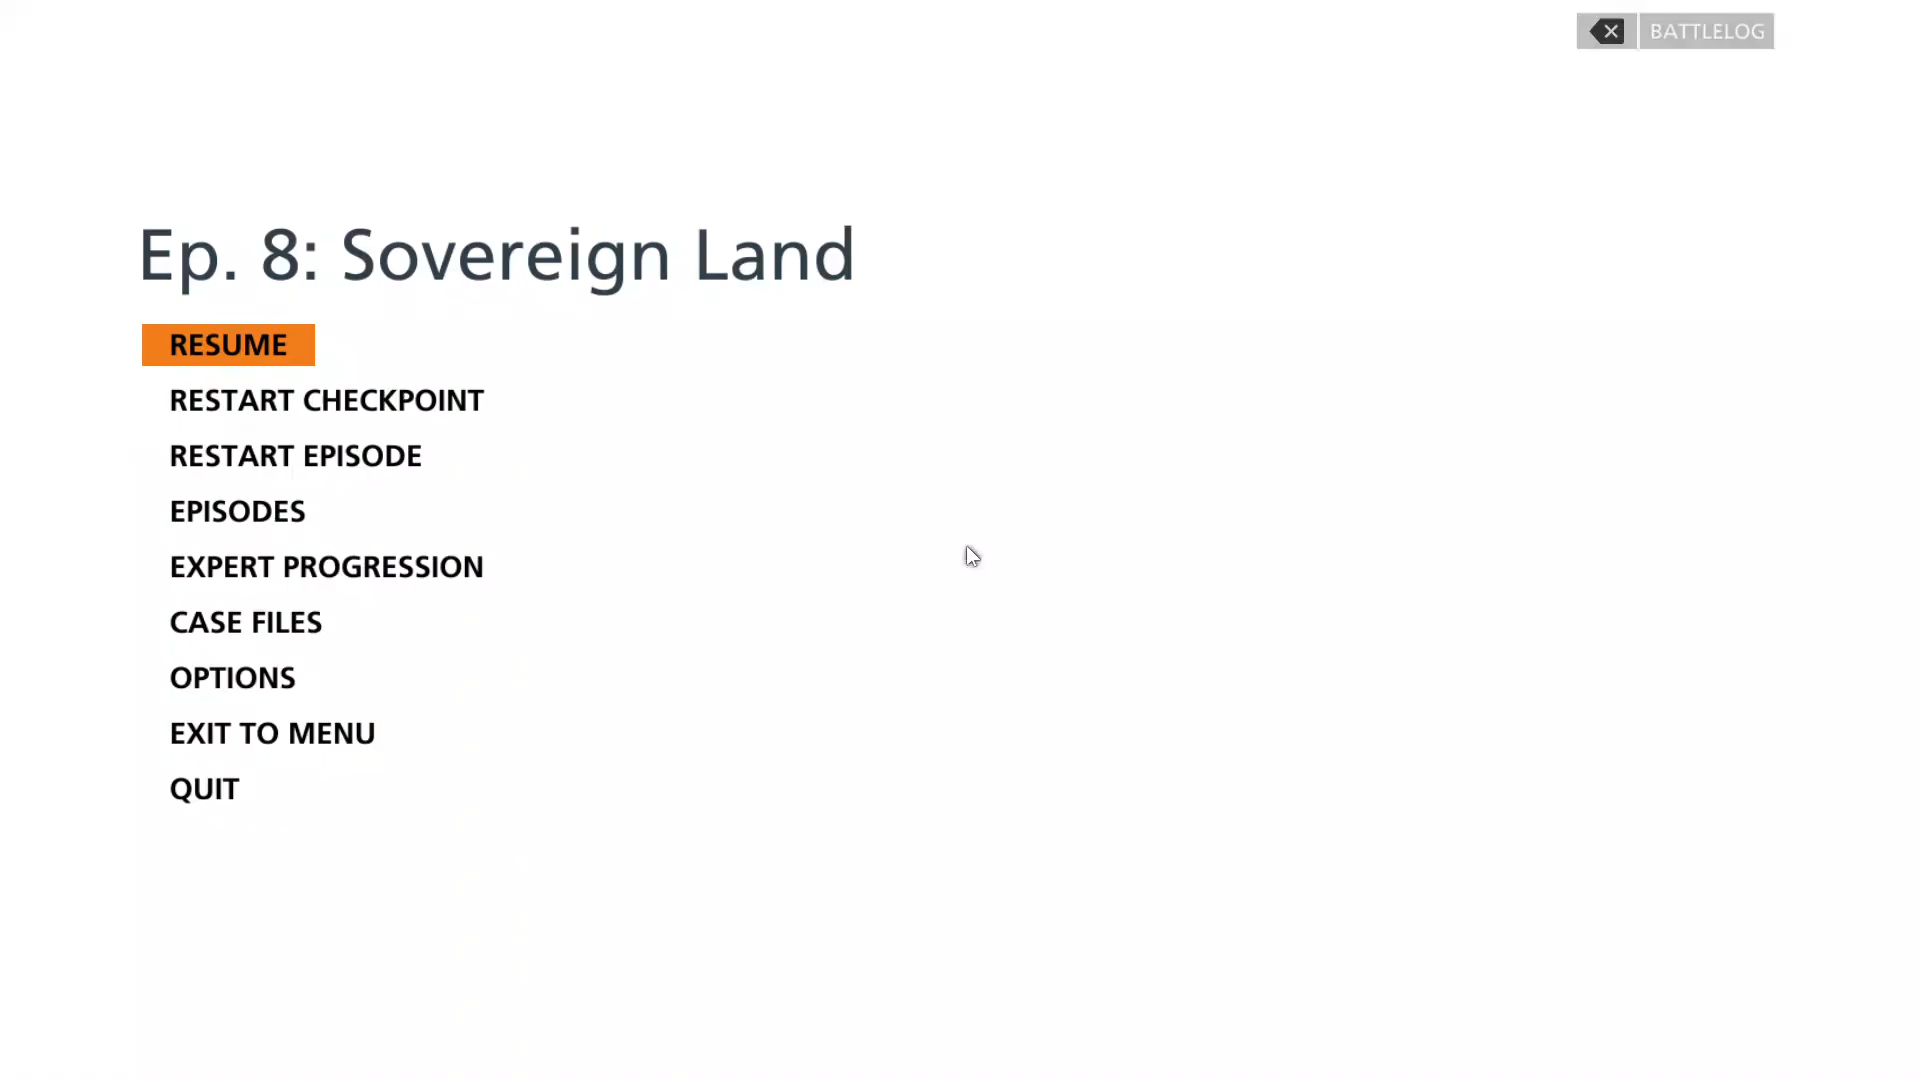 BATTLELOG
Ep. 8: Sovereign Land
RESUME
RESTART CHECKPOINT
RESTART EPISODE
EPISODES
EXPERT PROGRESSION
CASE FILES
OPTIONS
EXIT TO MENU
QUIT